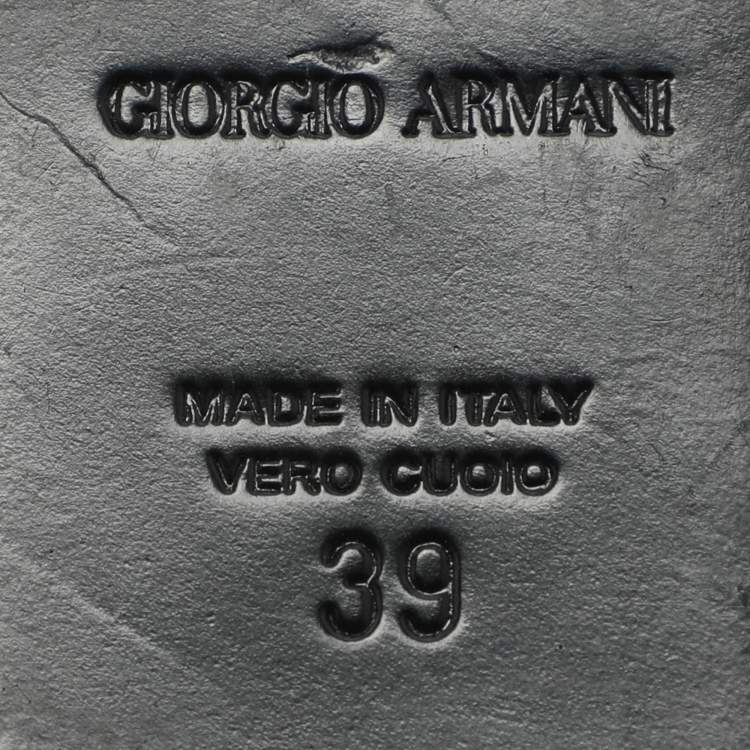 GIORGIO ARMANI
MADE IN ITALY
VERO CUOIO
39